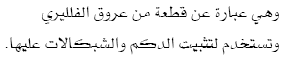 وهي عبارة عن قطعة من عروق الفلليري
وتستخدم لتثبيت الدكم والشبكالات عليها.